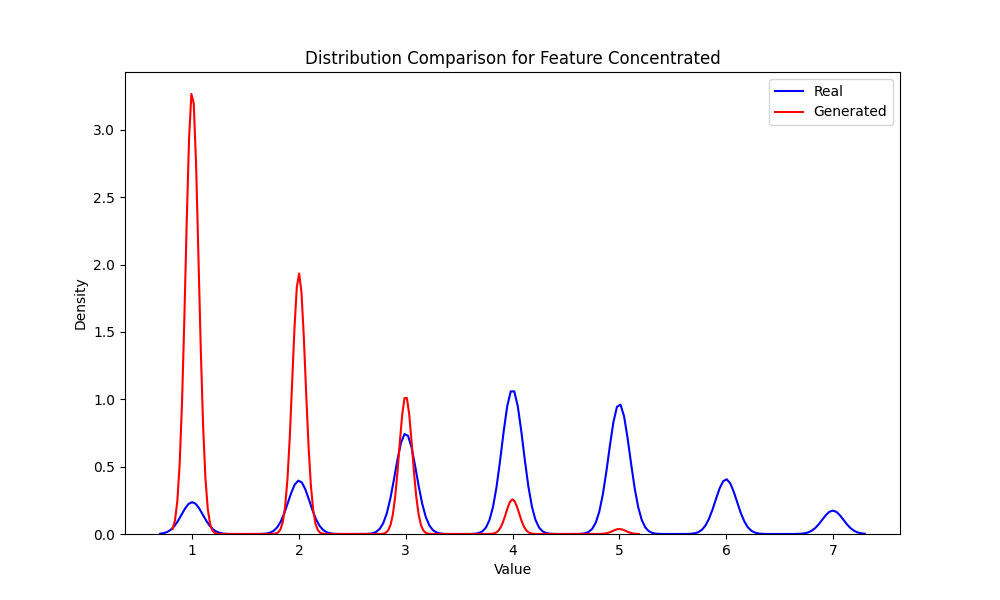 Distribution Comparison for Feature Concentrated
Real
Generated
3.0
2.5
2.0
1.5
1.0
0.5
0.0
Density
1 2 3 4 5 6 7
Value